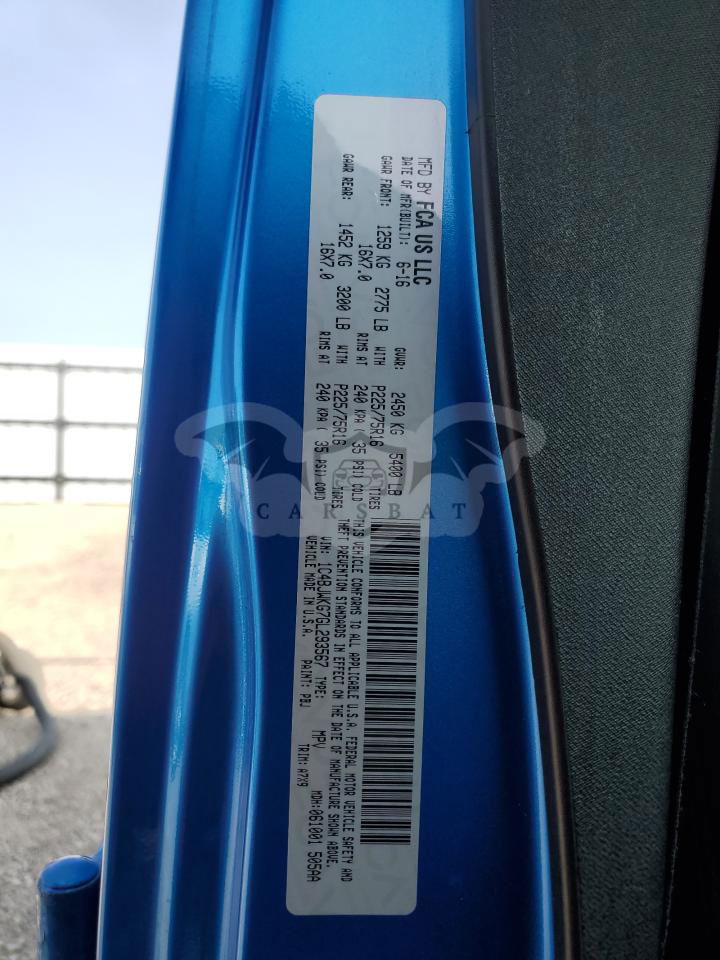 MFD BY FCA US LLC
DATE OF MFR(BUILT): 6-16 GVWR: 2450 KG 5400 LB
GAWR FRONT: 1259 KG 2775 LB WITH P225/75R16 TIRES
16X7.0 RIMS AT 240 KPA ( 35 PSI) COLD
GAWR REAR: 1452 KG 3200 LB WITH P225/75R16 TIRES
16X7.0 RIMS AT 240 KPA ( 35 PSI) COLD
THIS VEHICLE CONFORMS TO ALL APPLICABLE U.S.A. FEDERAL MOTOR VEHICLE SAFETY AND
THEFT PREVENTION STANDARDS IN EFFECT ON THE DATE OF MANUFACTURE SHOWN ABOVE.
VIN: 1C4BJWKG7GL293567 TYPE: MPV MDH: 061001 505AA
VEHICLE MADE IN U.S.A. PAINT: PBJ TRIM: A7X9
CARSBAT